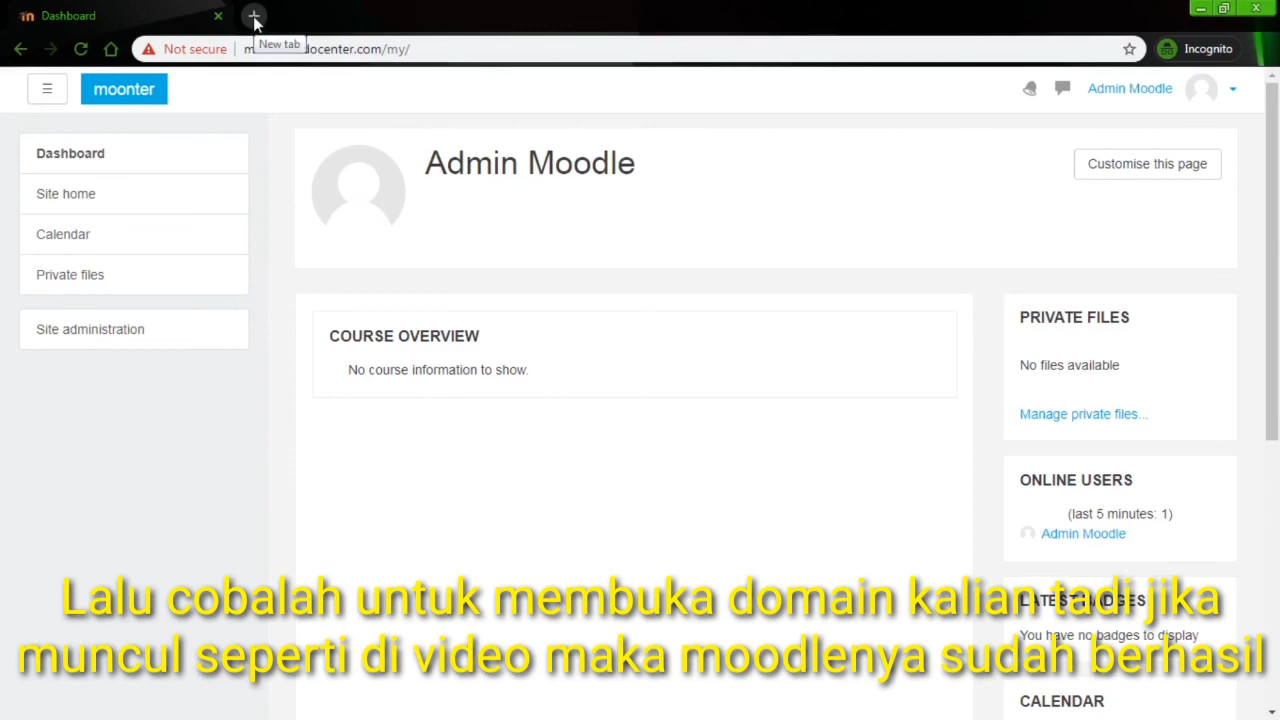 Dashboard
New tab
Not secure
docenter.com/my/
Incognito
moonter
Admin Moodle
Dashboard
Site home
Calendar
Private files
Site administration
Admin Moodle
Customise this page
COURSE OVERVIEW
No course information to show.
PRIVATE FILES
No files available
Manage private files...
ONLINE USERS
(last 5 minutes: 1)
Admin Moodle
LATEST BADGES
You have no badges to display
CALENDAR
Lalu cobalah untuk membuka domain kalian tadi jika
muncul seperti di video maka moodlenya sudah berhasil